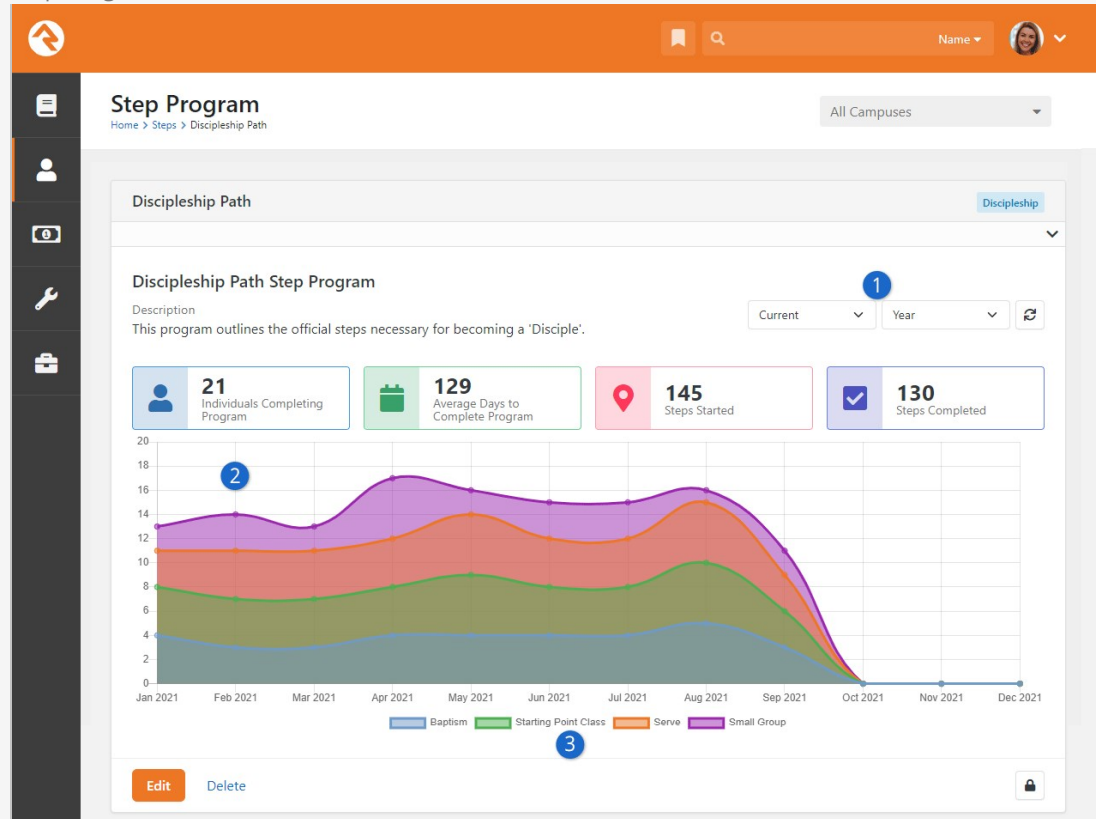 Name
Step Program
Home > Steps > Discipleship Path
All Campuses
Discipleship Path
Discipleship
Discipleship Path Step Program
1
Description
This program outlines the official steps necessary for becoming a 'Disciple'.
Current
Year
21
Individuals Completing
Program
129
Average Days to
Complete Program
145
Steps Started
130
Steps Completed
20
18
16
14
12
10
8
6
4
2
0
2
Jan 2021 Feb 2021 Mar 2021 Apr 2021 May 2021 Jun 2021 Jul 2021 Aug 2021 Sep 2021 Oct 2021 Nov 2021 Dec 2021
Baptism Starting Point Class Serve Small Group
3
Edit Delete